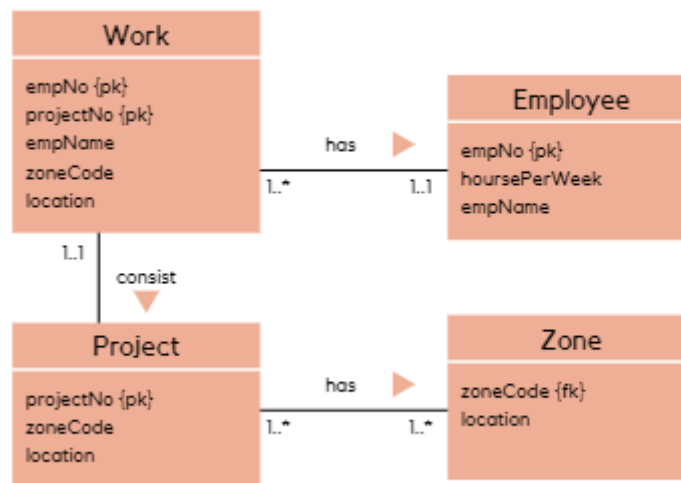 Work
empNo {pk}
projectNo {pk}
empName
zoneCode
location
has
1..*
1..1
Employee
empNo {pk}
hoursePerWeek
empName
1..1
consist
Project
projectNo {pk}
zoneCode
location
has
1..*
1..*
Zone
zoneCode {fk}
location